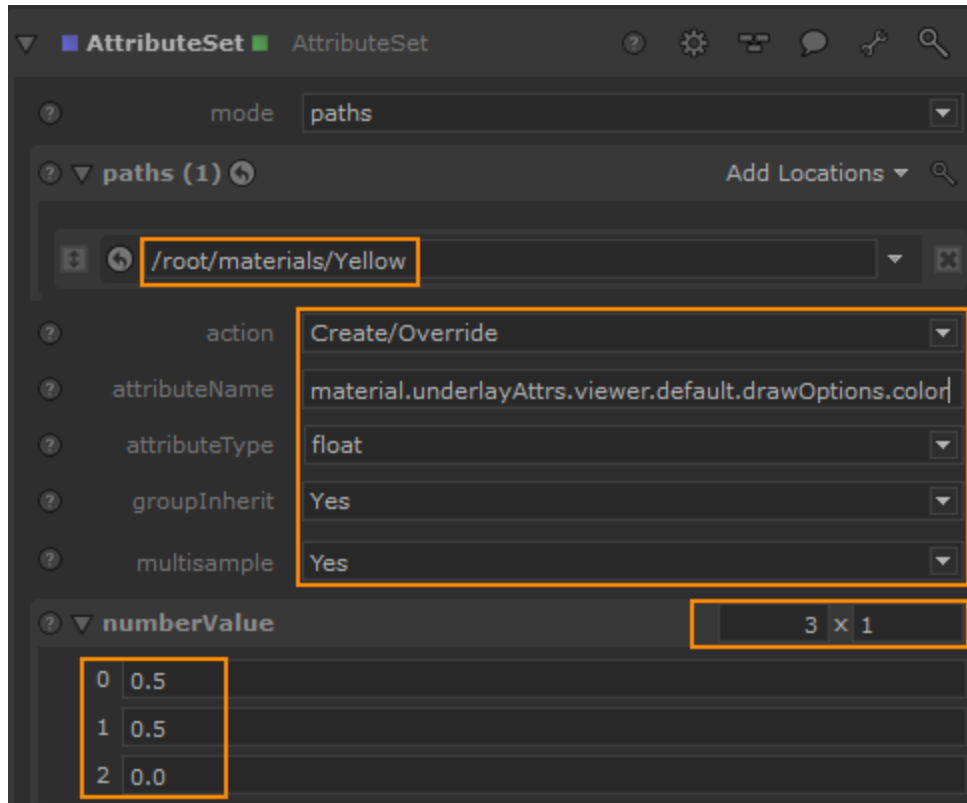 AttributeSet AttributeSet
mode paths
paths (1) Add Locations
/root/materials/Yellow
action Create/Override
attributeName material.underlayAttrs.viewer.default.drawOptions.color
attributeType float
groupInherit Yes
multisample Yes
numberValue 3 x 1
0 0.5
1 0.5
2 0.0